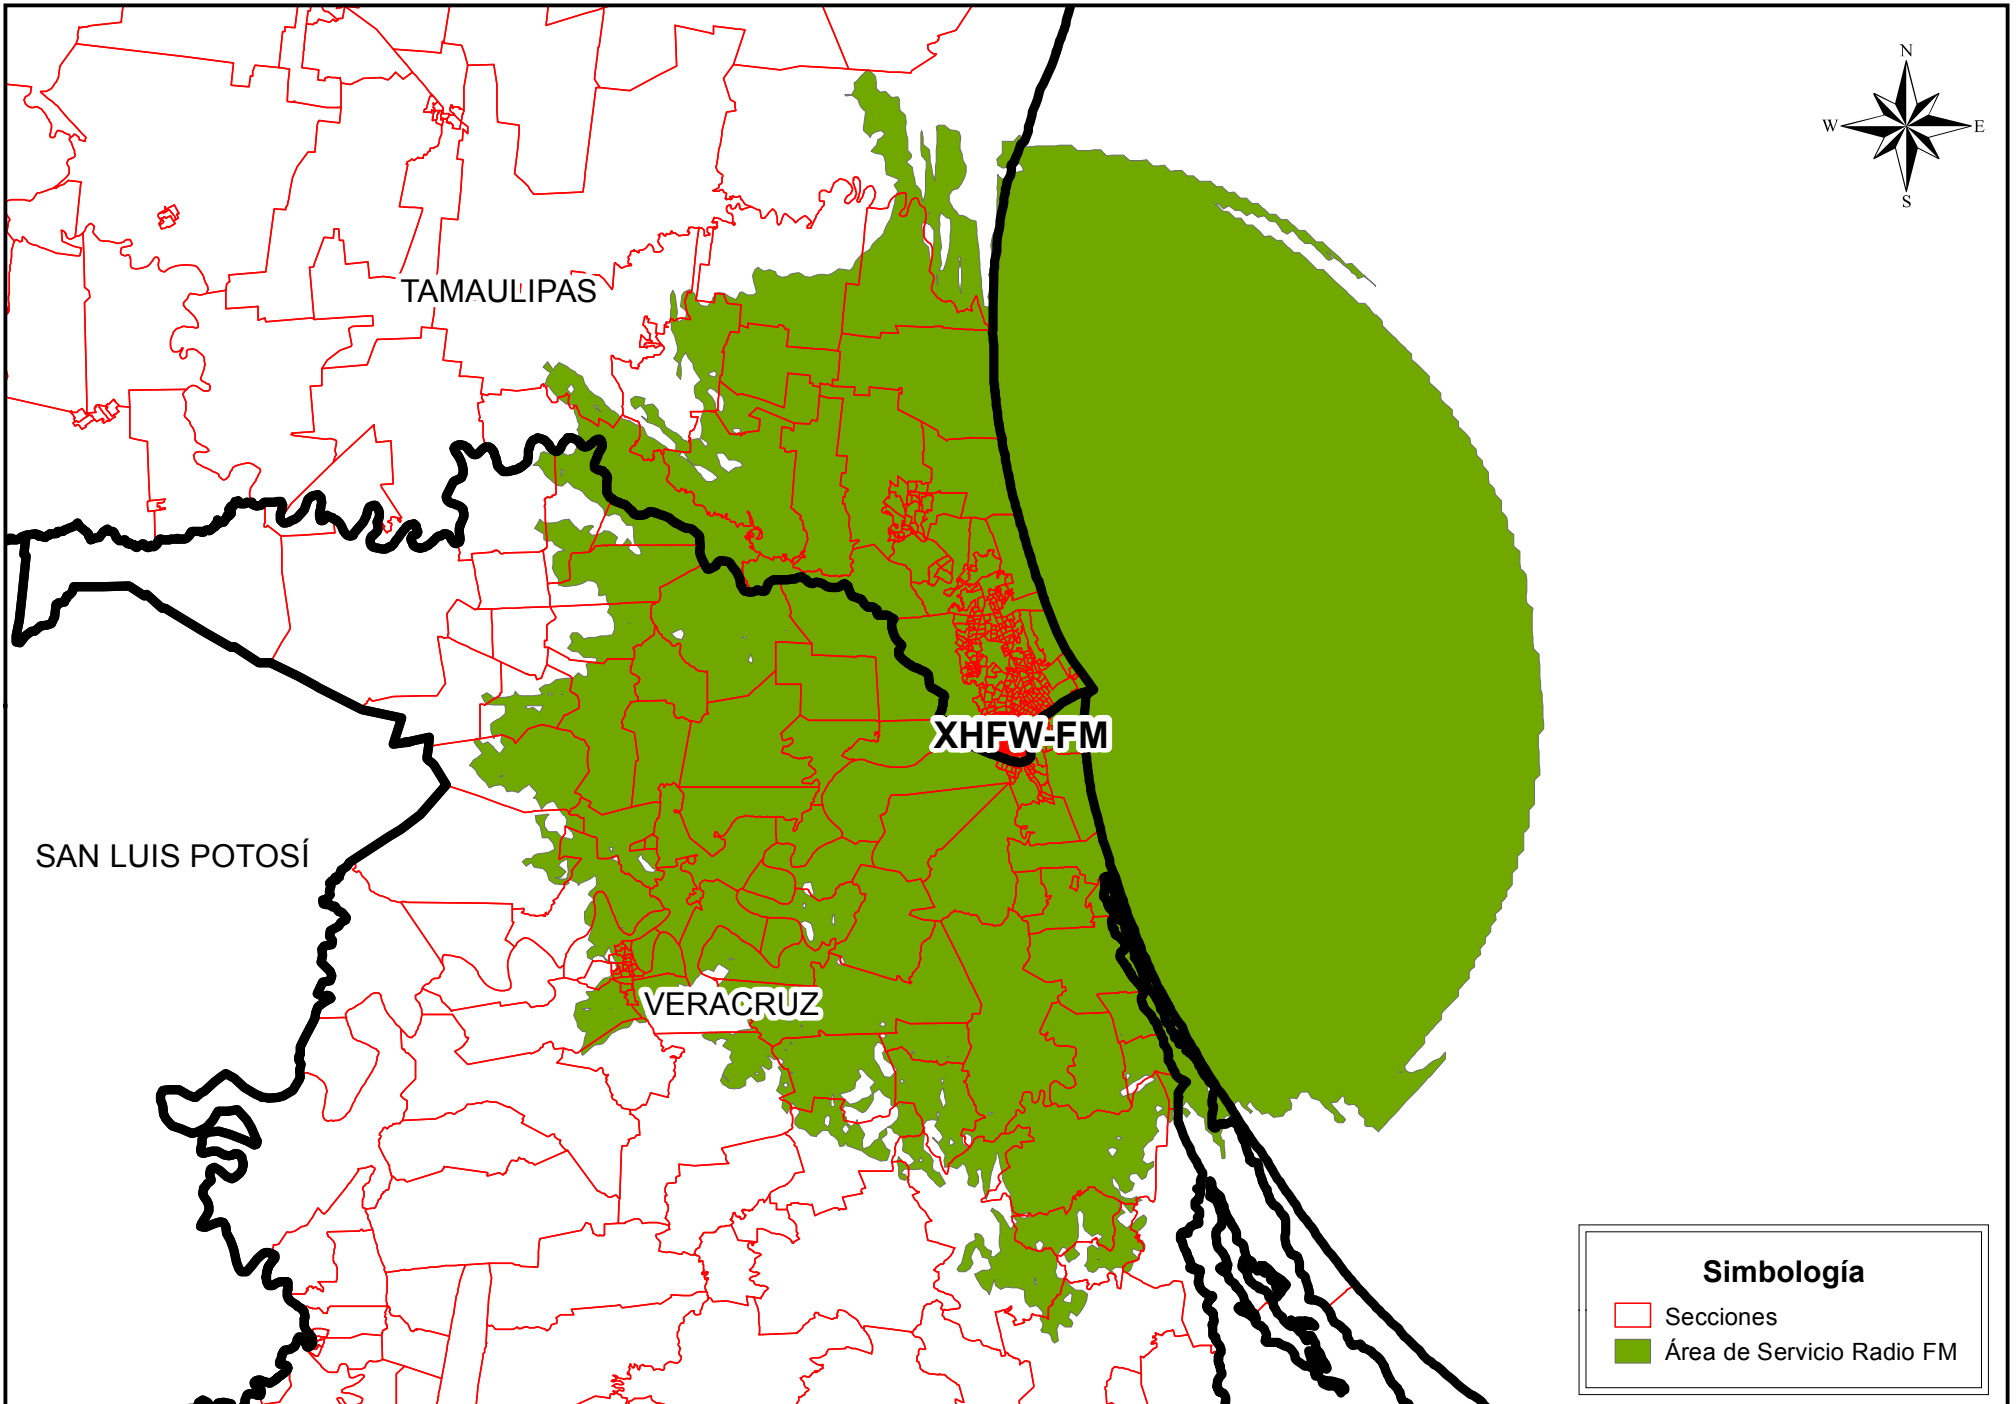 N
W E
S
TAMAULIPAS
XHFW-FM
SAN LUIS POTOSÍ
VERACRUZ
Simbología
Secciones
Área de Servicio Radio FM